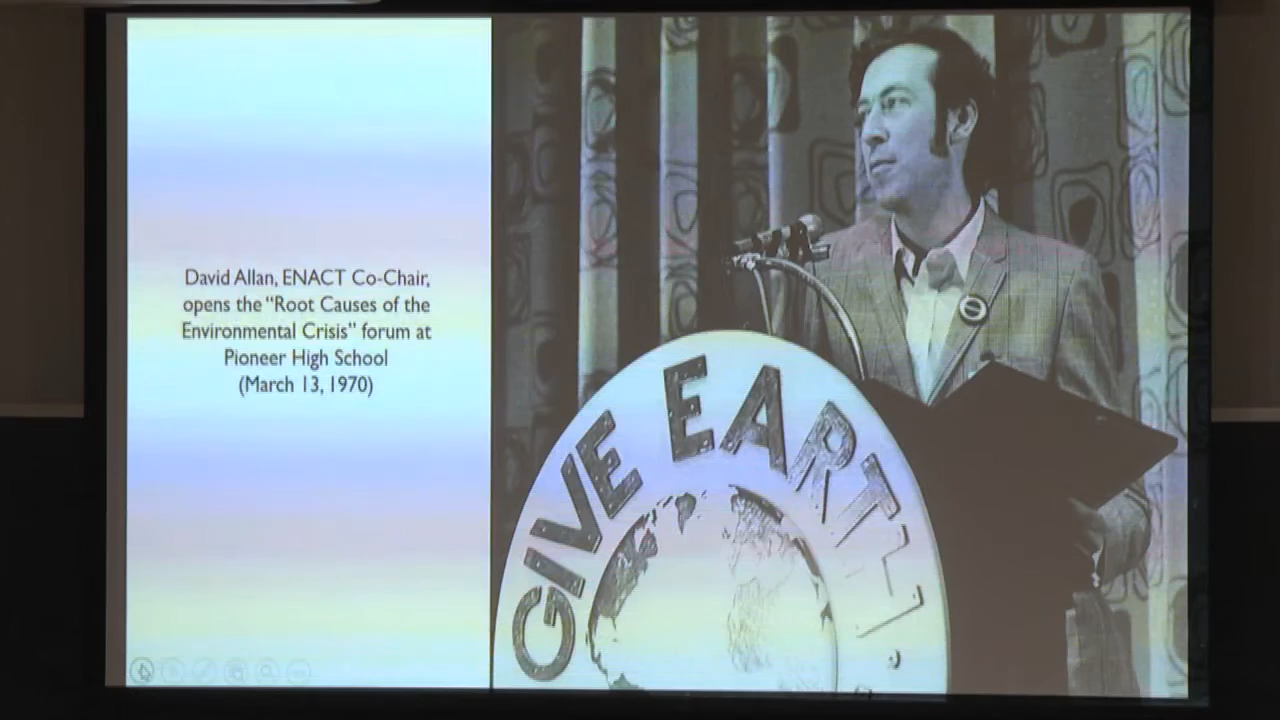 David Allan, ENACT Co-Chair,
opens the "Root Causes of the
Environmental Crisis" forum at
Pioneer High School
(March 13, 1970)
GIVE EARTH